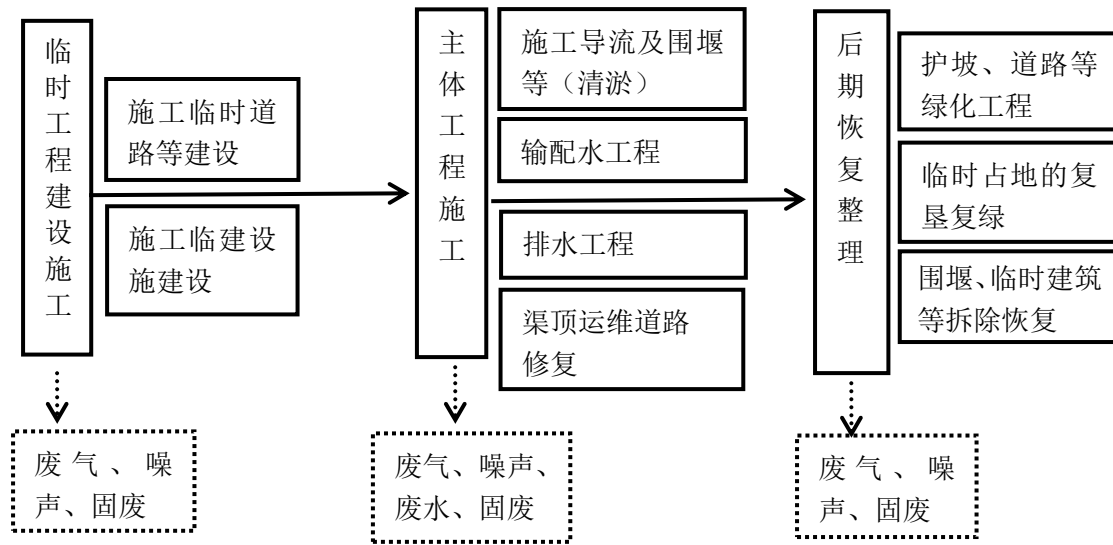 临时工程建设施工
施工临时道
路等建设
施工临建设
施建设
废气、噪
声、固废
主体工程施工
施工导流及围堰
等（清淤）
输配水工程
排水工程
渠顶运维道路
修复
废气、噪声、
废水、固废
后期恢复整理
护坡、道路等
绿化工程
临时占地的复
垦复绿
围堰、临时建筑
等拆除恢复
废气、噪
声、固废